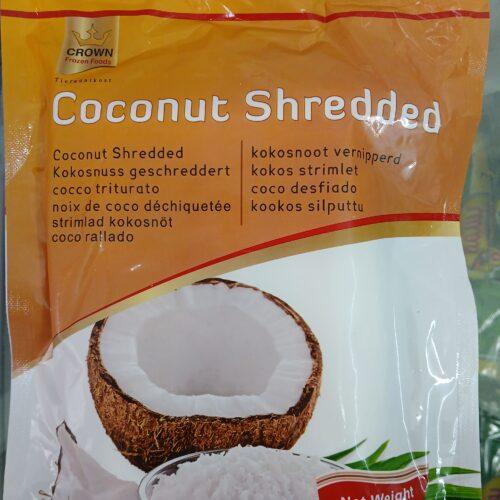 CROWN
Frozen Foods
Coconut Shredded
Coconut Shredded
Kokosnuss geschreddert
cocco triturato
noix de coco déchiquetée
strimlad kokosnöt
coco rallado
kokosnoot vernipperd
kokos strimlet
coco desfiado
kookos silputtu
Net Weight